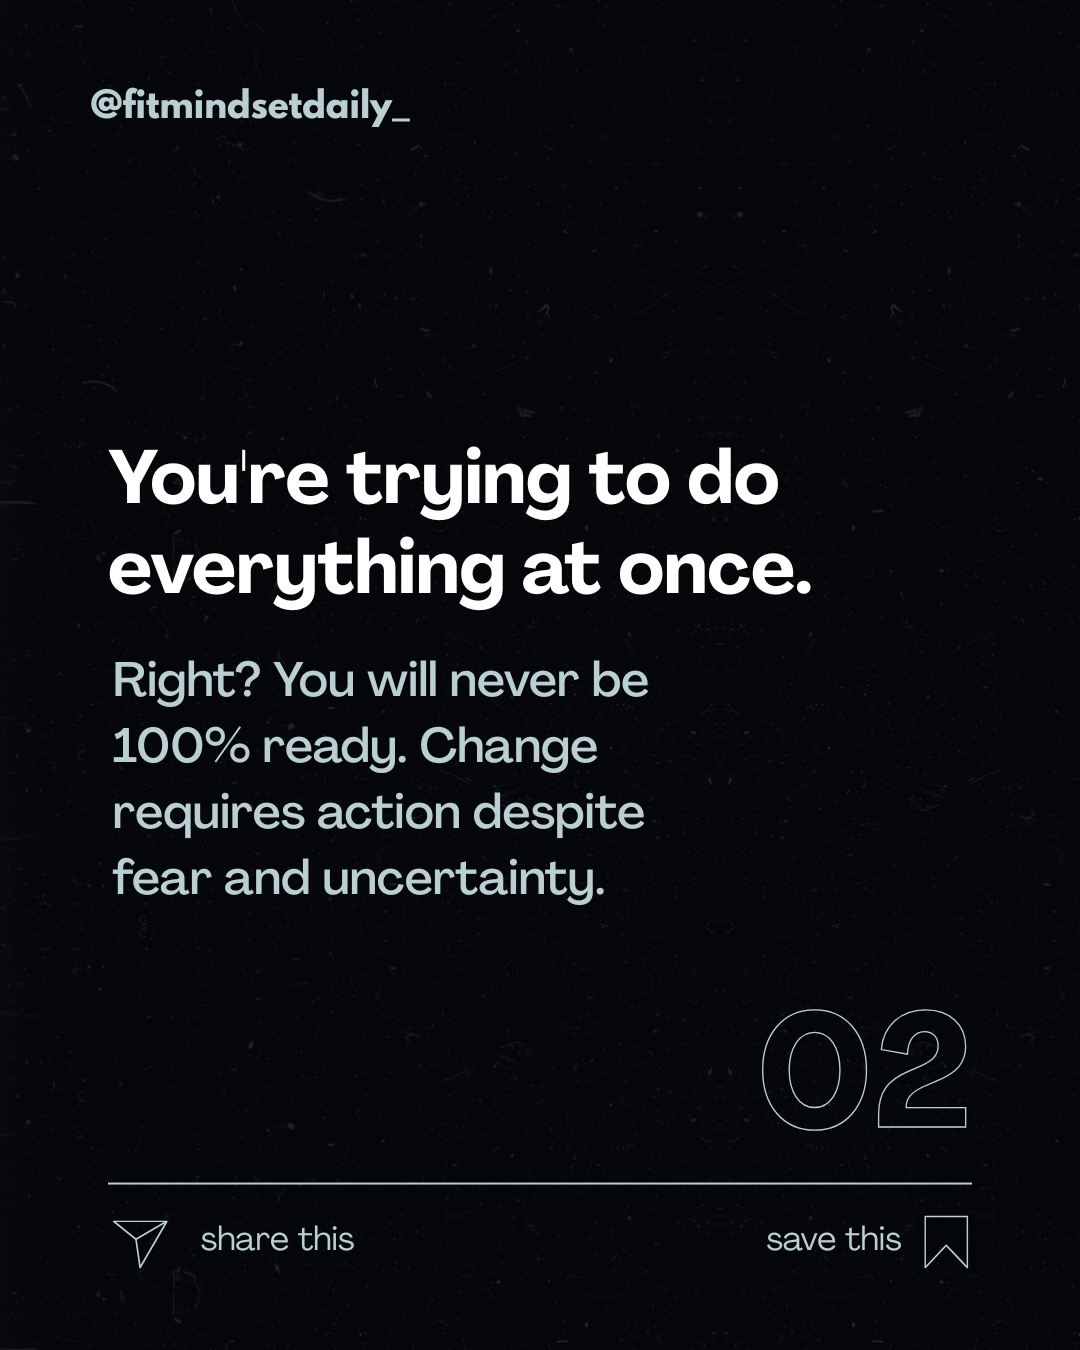 @fitmindsetdaily_
You're trying to do
everything at once.
Right? You will never be
100% ready. Change
requires action despite
fear and uncertainty.
02
share this
save this